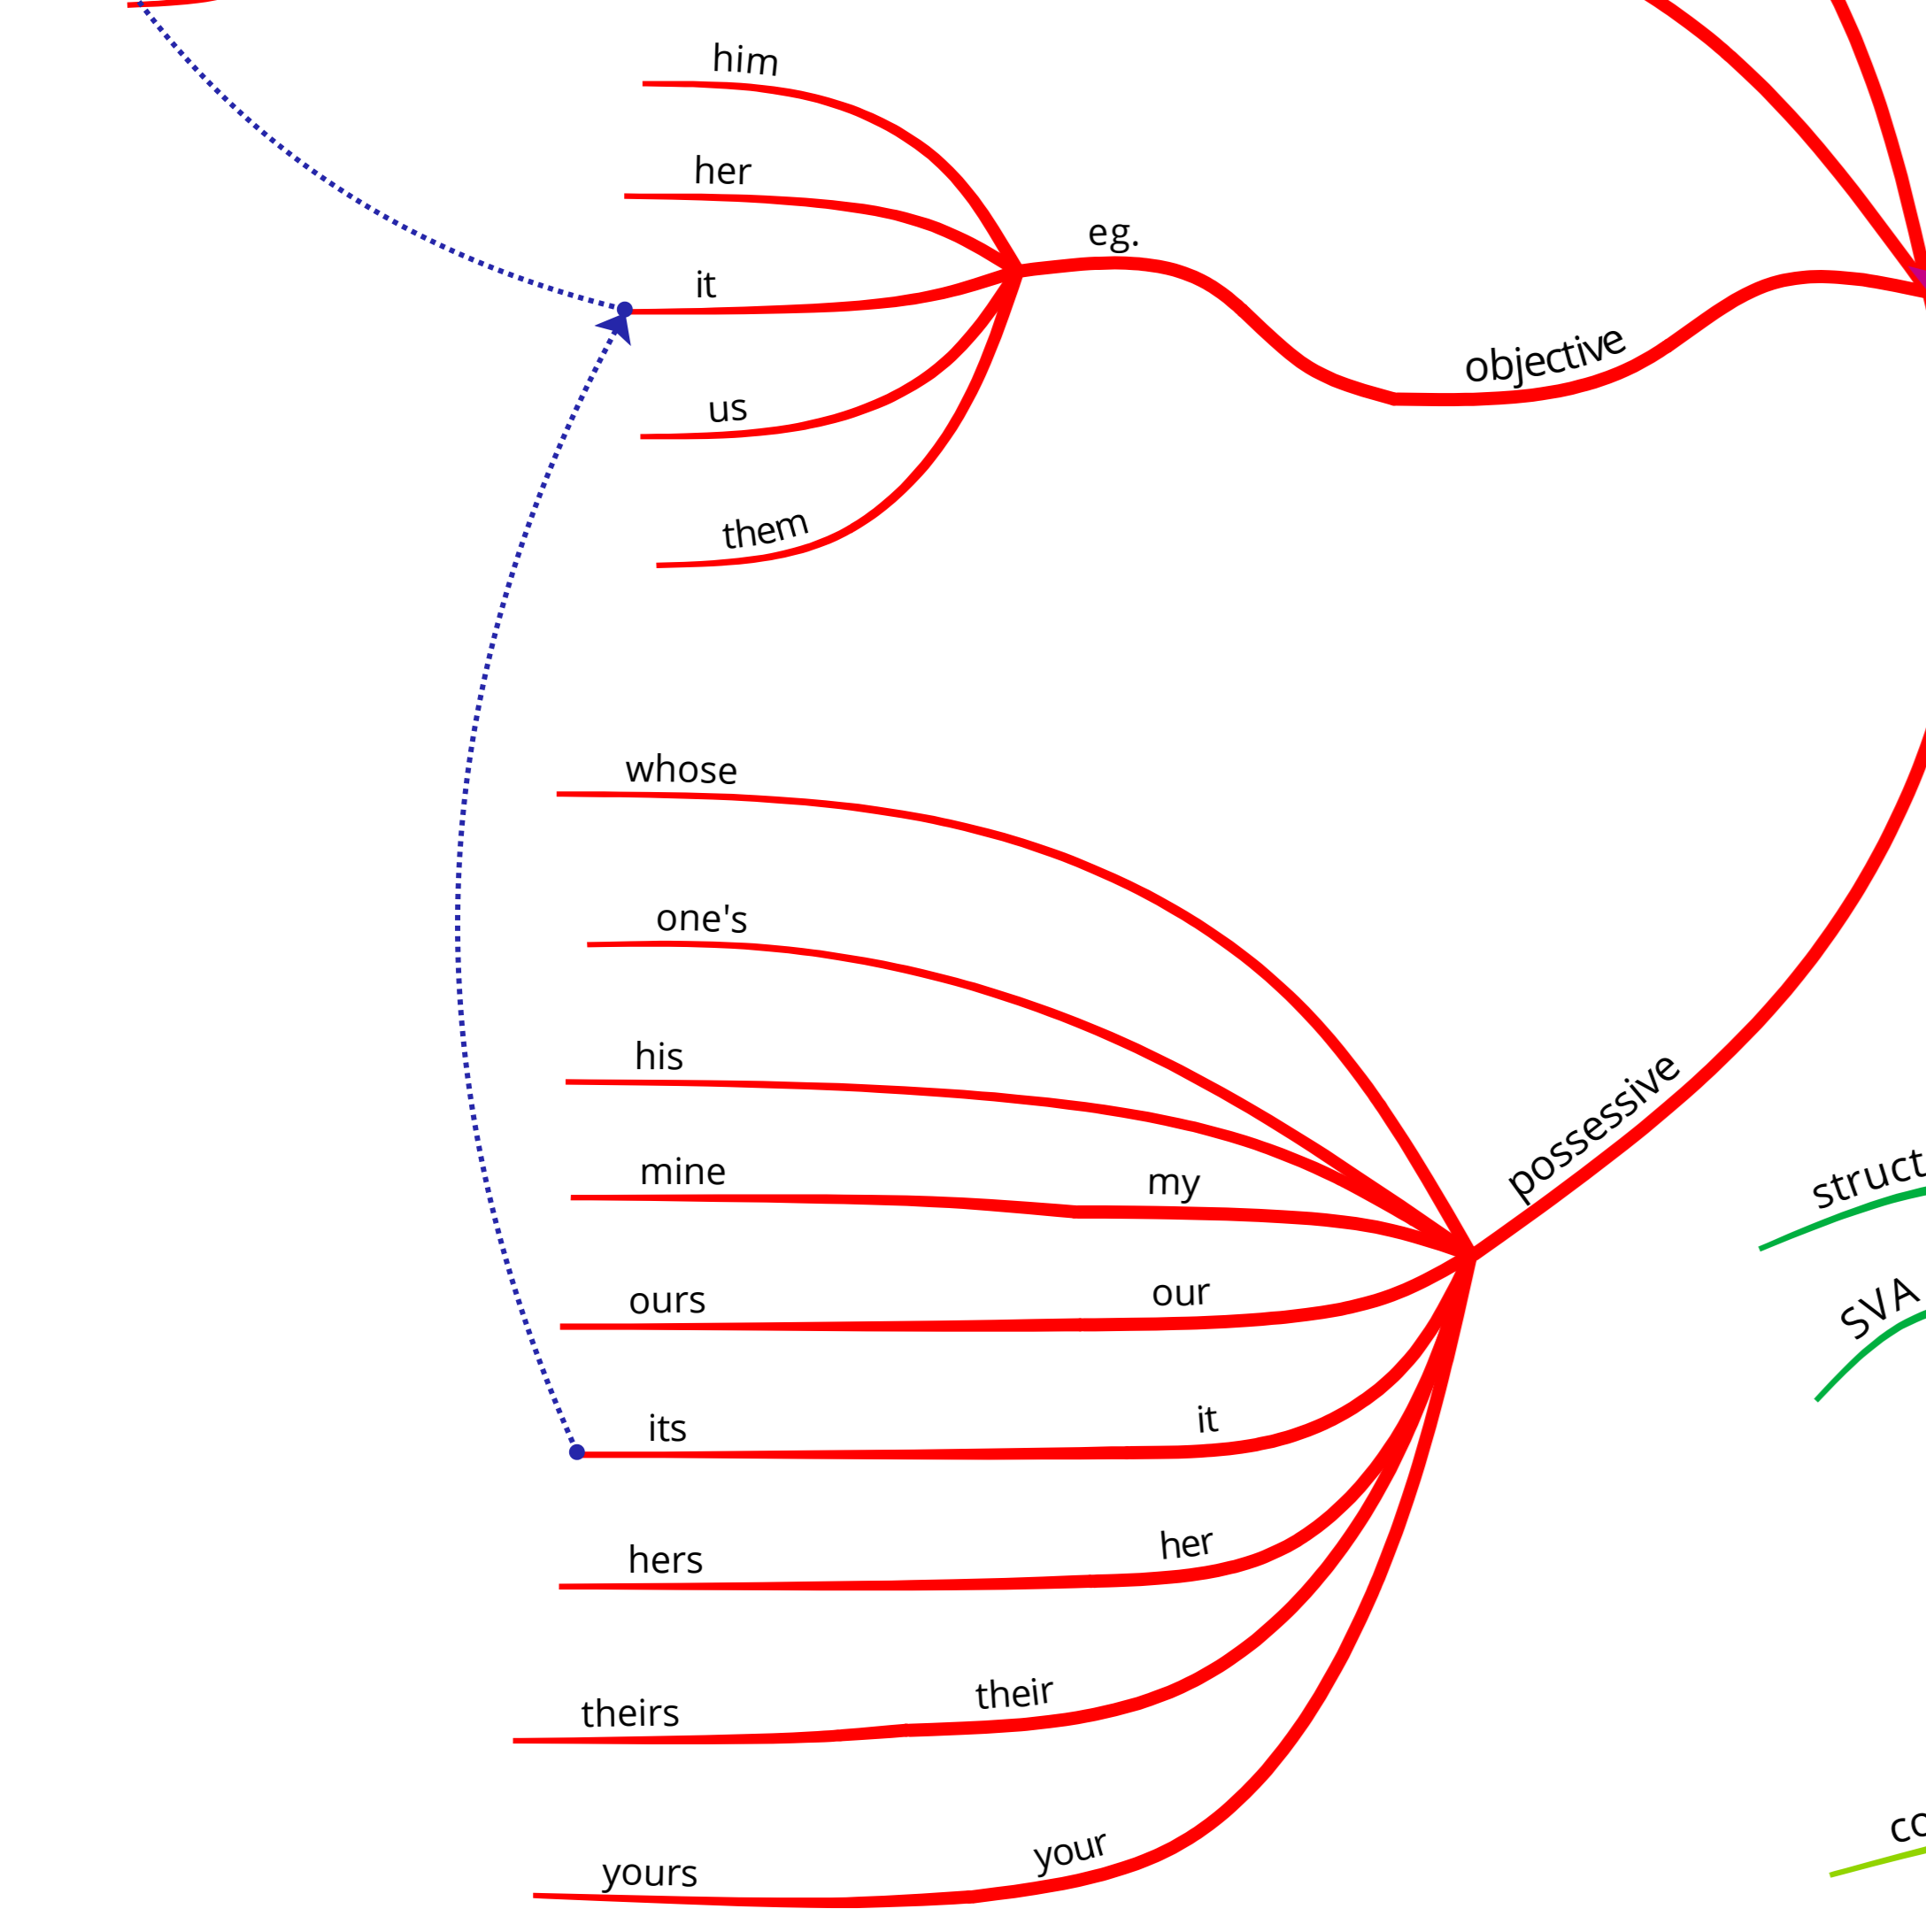 him
her
it
us
them
eg.
objective
whose
one's
his
mine
my
ours
our
its
it
hers
her
theirs
their
yours
your
possessive
struct
SVA
co